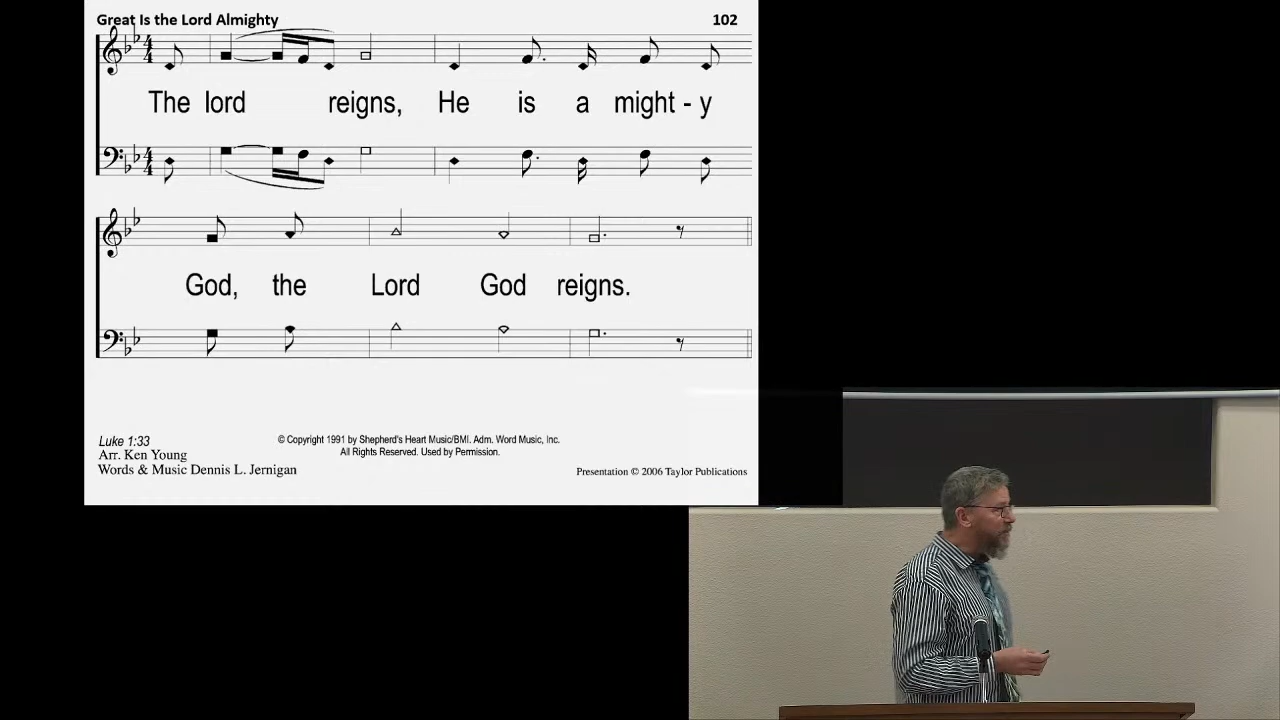 Great Is the Lord Almighty 102
The lord reigns, He is a might - y
God, the Lord God reigns.
Luke 1:33
Arr. Ken Young
Words & Music Dennis L. Jernigan
© Copyright 1991 by Shepherd's Heart Music/BMI. Adm. Word Music, Inc.
All Rights Reserved. Used by Permission.
Presentation © 2006 Taylor Publications